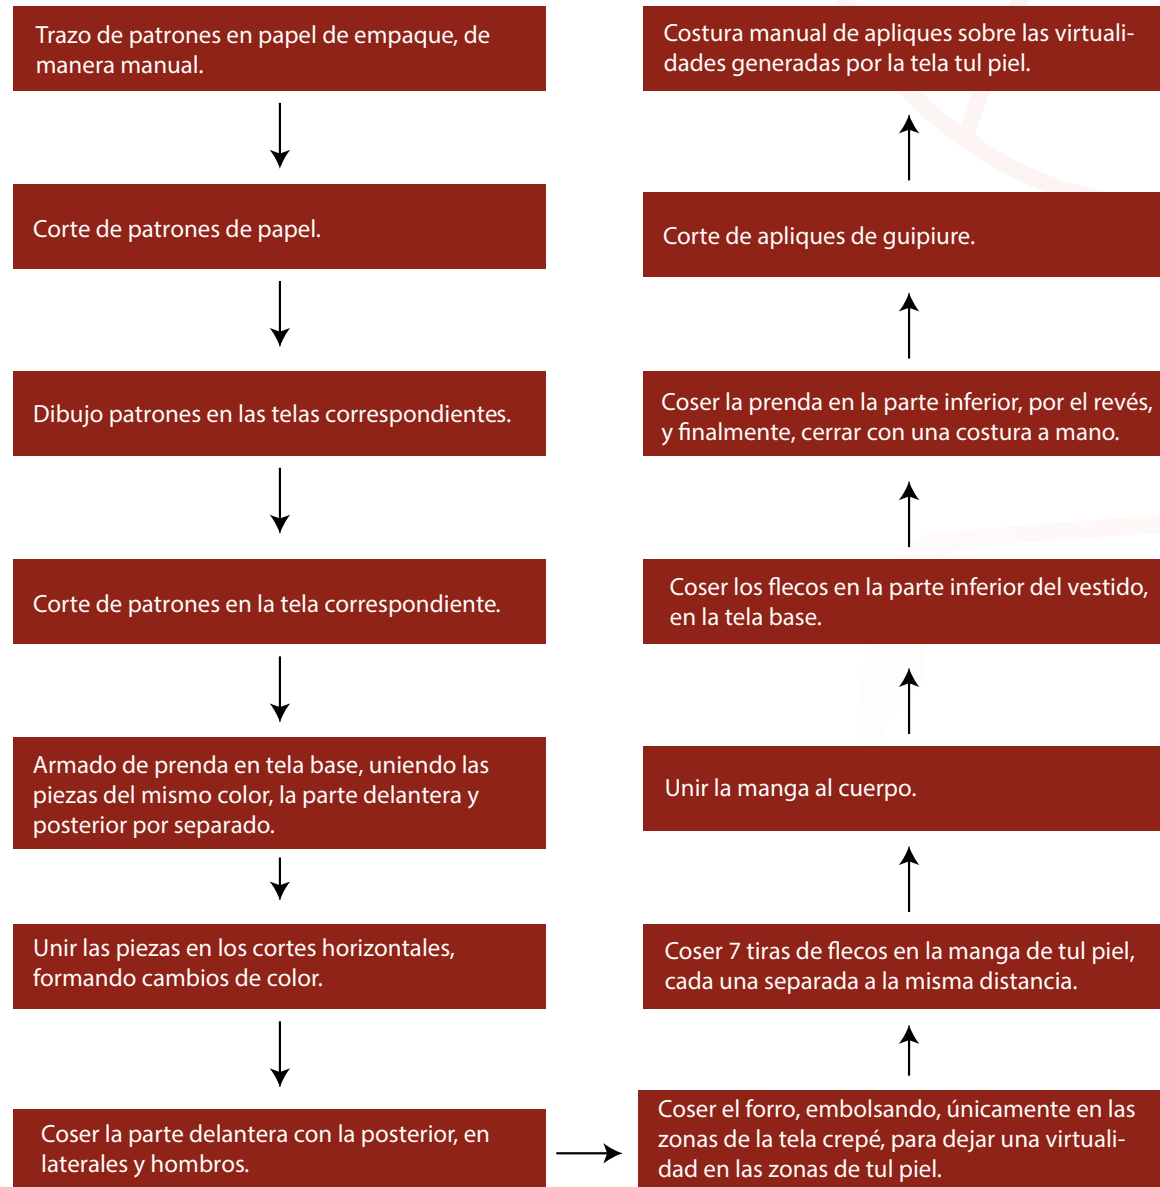 Trazo de patrones en papel de empaque, de
manera manual.
Corte de patrones de papel.
Dibujo patrones en las telas correspondientes.
Corte de patrones en la tela correspondiente.
Armado de prenda en tela base, uniendo las
piezas del mismo color, la parte delantera y
posterior por separado.
Unir las piezas en los cortes horizontales,
formando cambios de color.
Coser la parte delantera con la posterior, en
laterales y hombros.
Coser el forro, embolsando, únicamente en las
zonas de la tela crepé, para dejar una virtuali-
dad en las zonas de tul piel.
Coser 7 tiras de flecos en la manga de tul piel,
cada una separada a la misma distancia.
Unir la manga al cuerpo.
Coser los flecos en la parte inferior del vestido,
en la tela base.
Coser la prenda en la parte inferior, por el revés,
y finalmente, cerrar con una costura a mano.
Corte de apliques de guipiure.
Costura manual de apliques sobre las virtuali-
dades generadas por la tela tul piel.